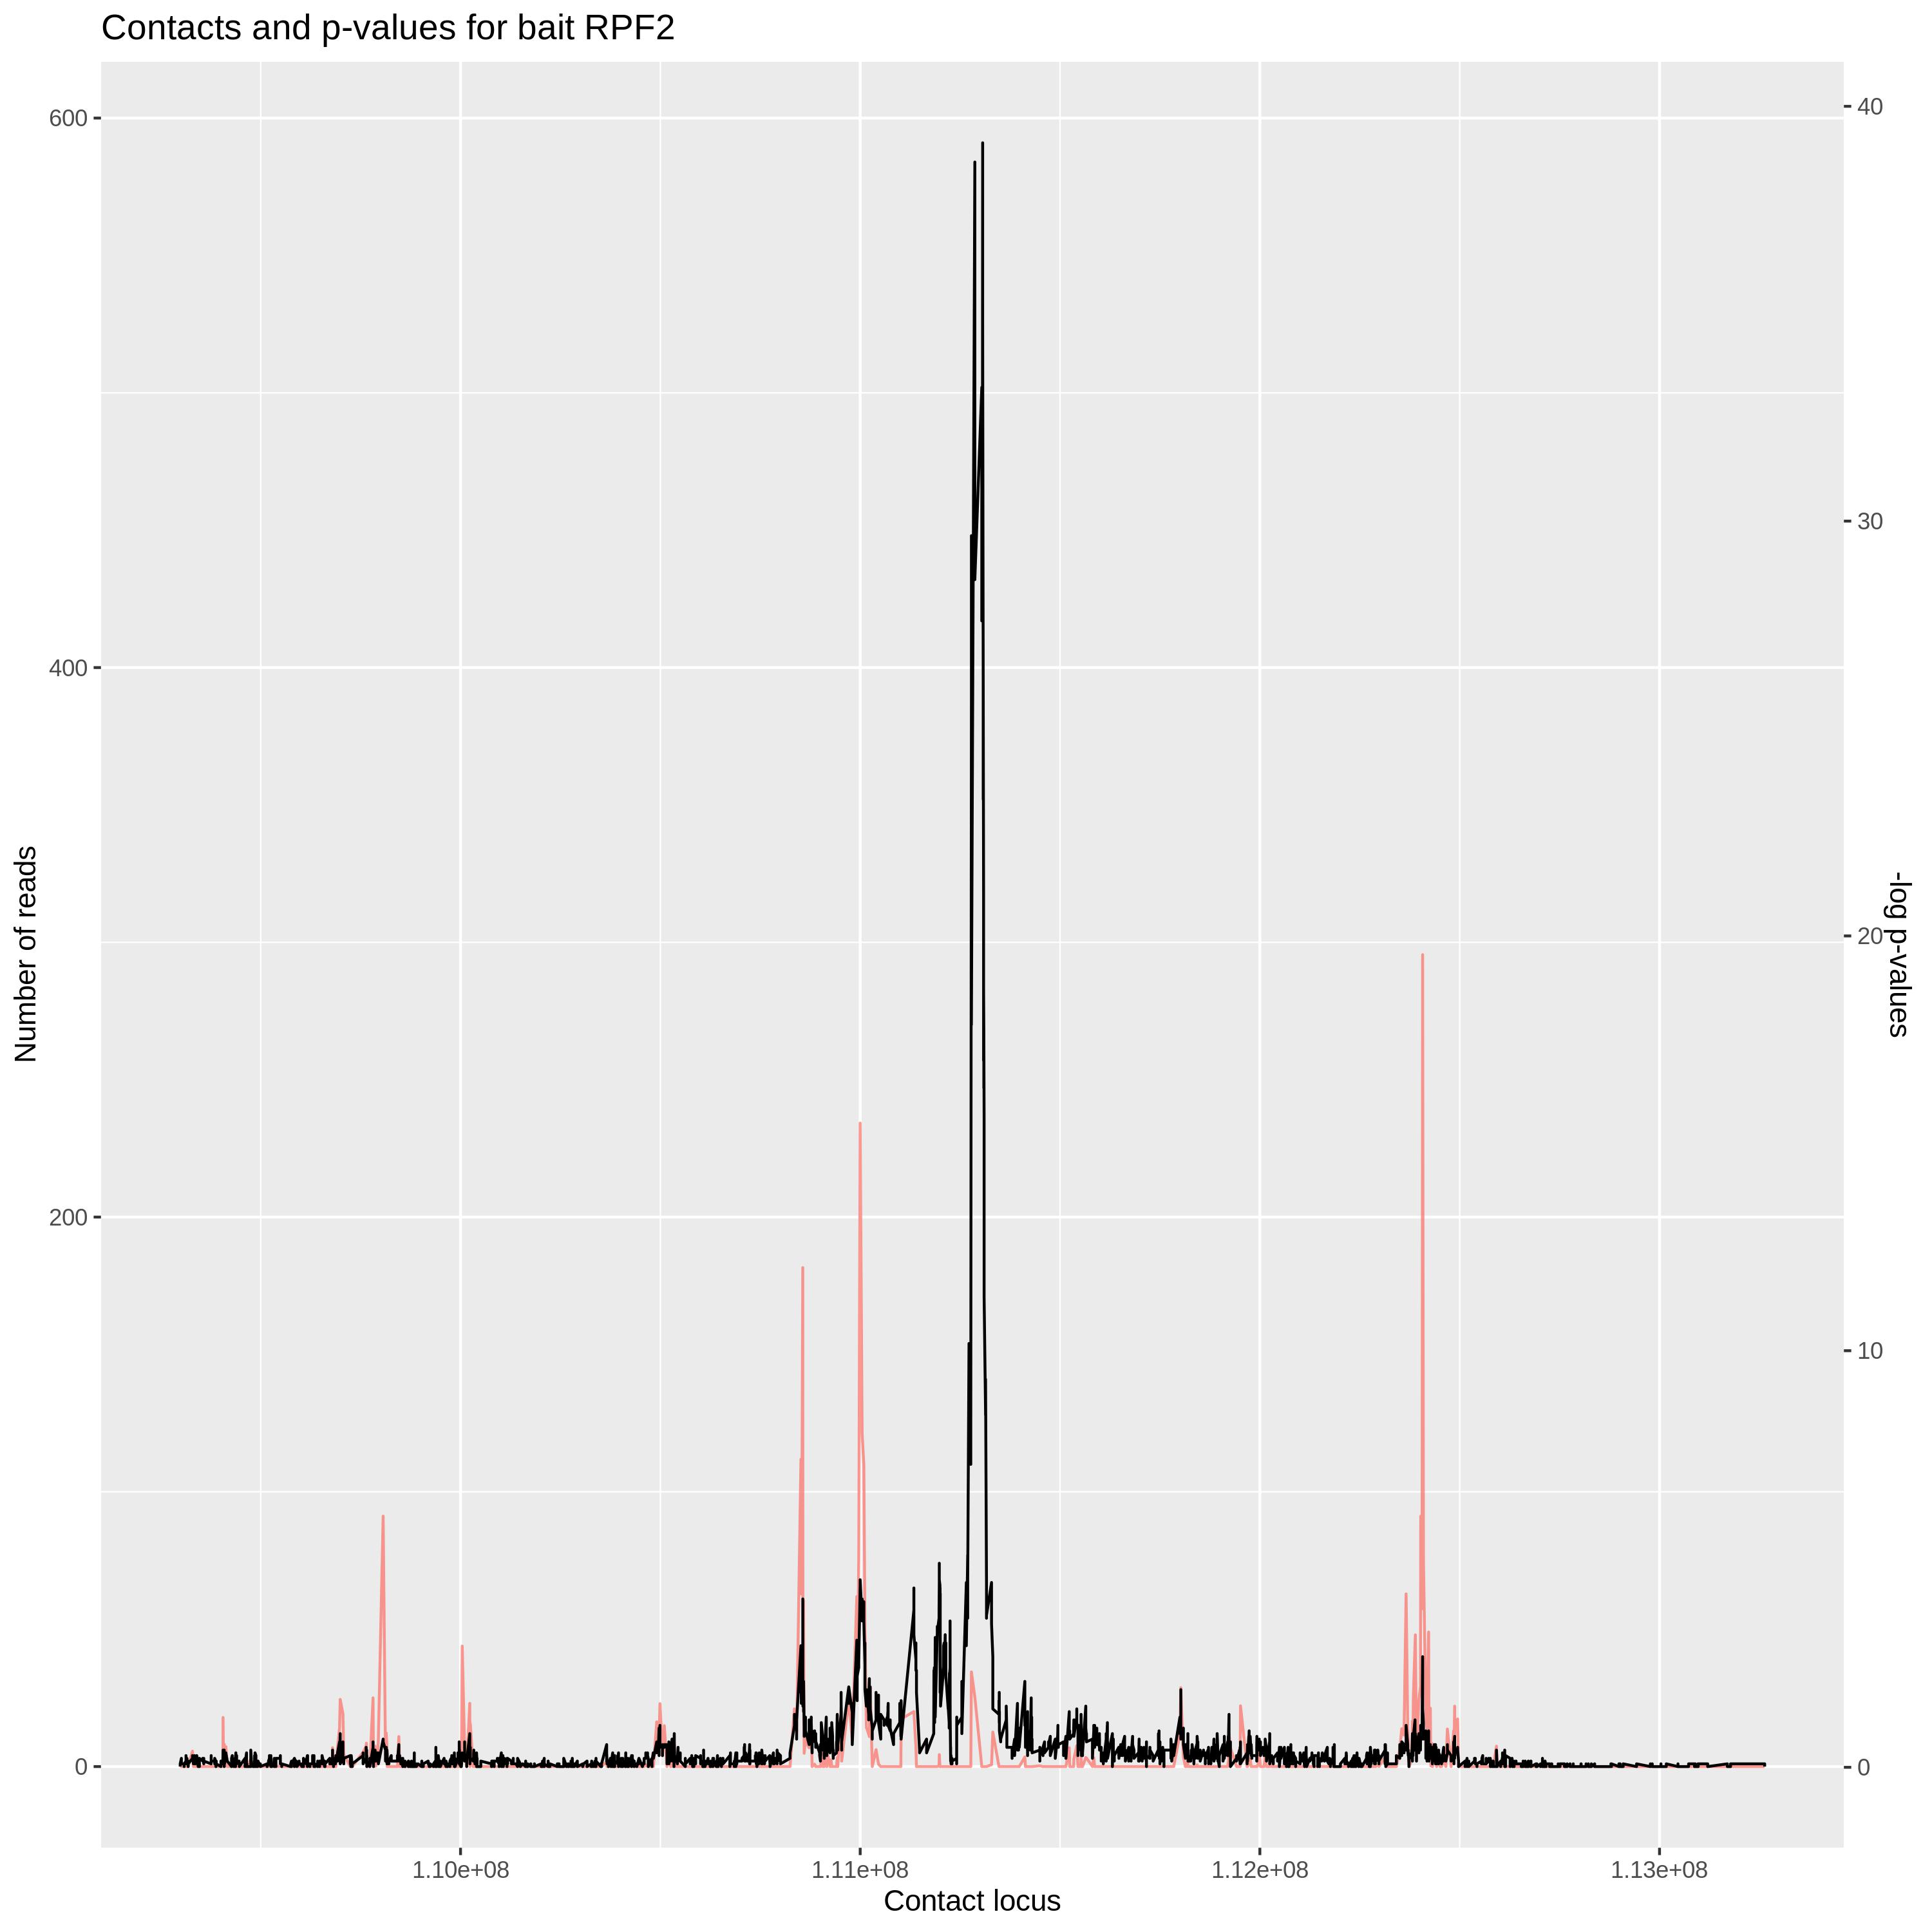 Contacts and p-values for bait RPF2
600
400
200
0
Number of reads
40
30
20
10
0
-log p-values
1.10e+08 1.11e+08 1.12e+08 1.13e+08
Contact locus